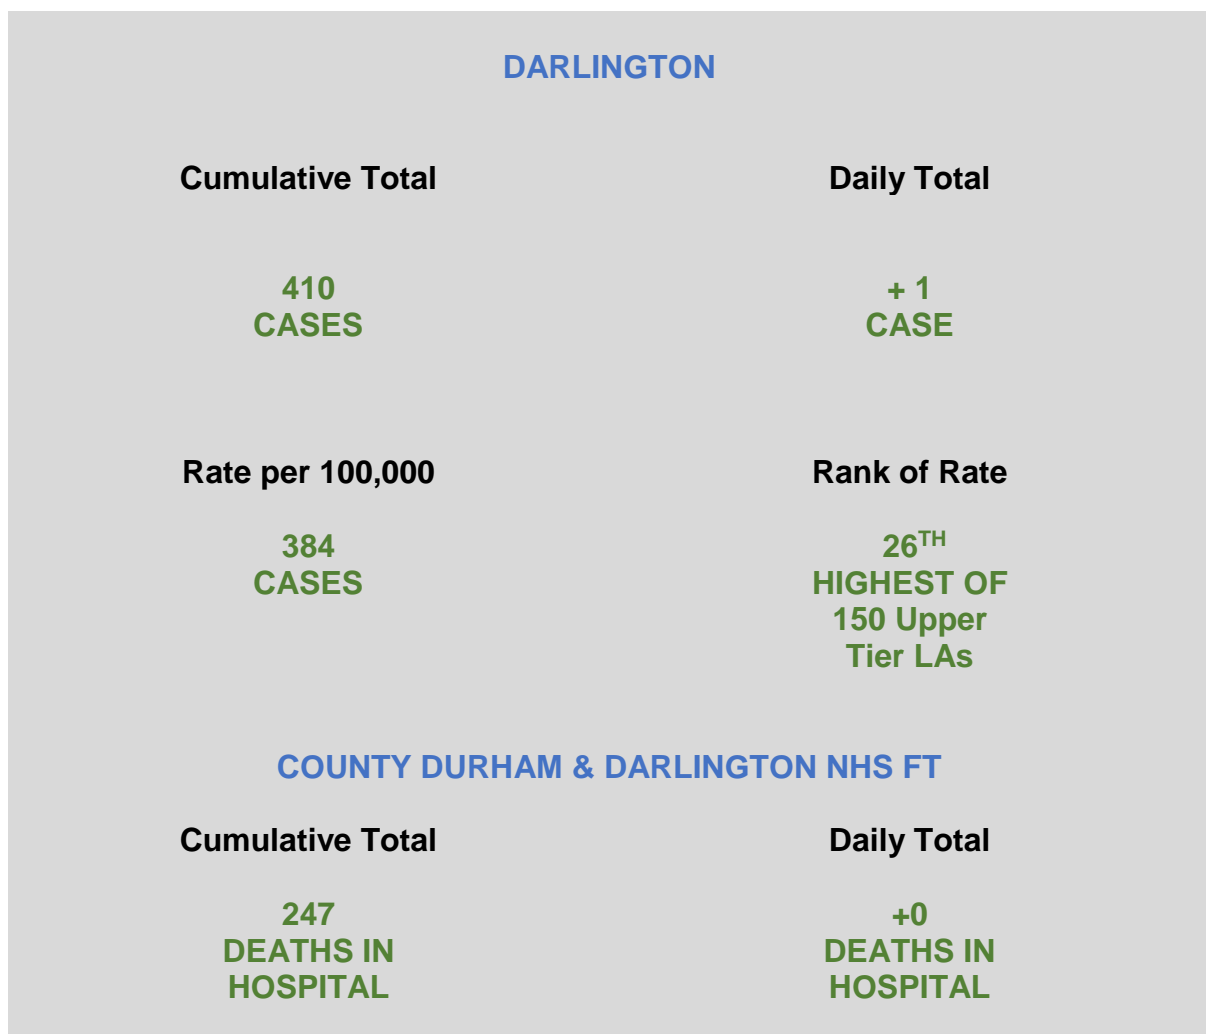 DARLINGTON
Cumulative Total
Daily Total
410
CASES
+ 1
CASE
Rate per 100,000
Rank of Rate
384
CASES
26TH
HIGHEST OF
150 Upper
Tier LAs
COUNTY DURHAM & DARLINGTON NHS FT
Cumulative Total
Daily Total
247
DEATHS IN
HOSPITAL
+0
DEATHS IN
HOSPITAL